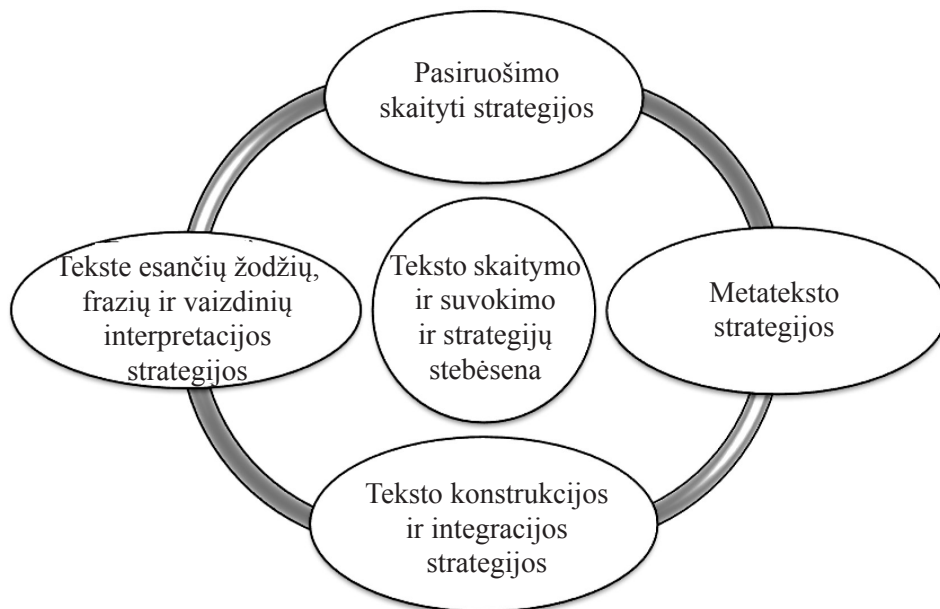 Pasiruošimo
skaityti strategijos
Tekste esančių žodžių,
frazių ir vaizdinių
interpretacijos
strategijos
Teksto skaitymo
ir suvokimo
ir strategijų
stebėsena
Metateksto
strategijos
Teksto konstrukcijos
ir integracijos
strategijos